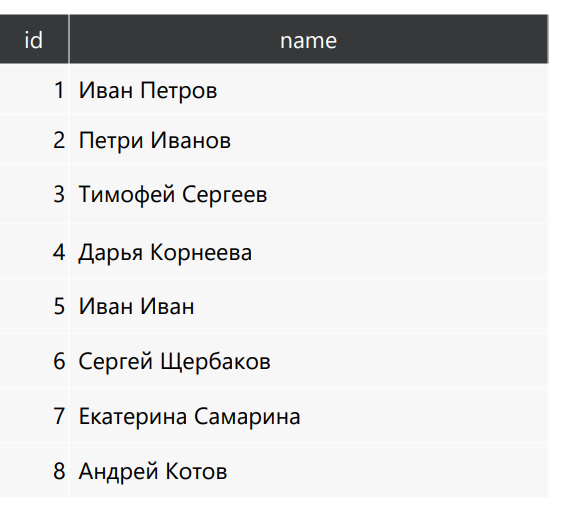 id name
1 Иван Петров
2 Петри Иванов
3 Тимофей Сергеев
4 Дарья Корнеева
5 Иван Иван
6 Сергей Щербаков
7 Екатерина Самарина
8 Андрей Котов